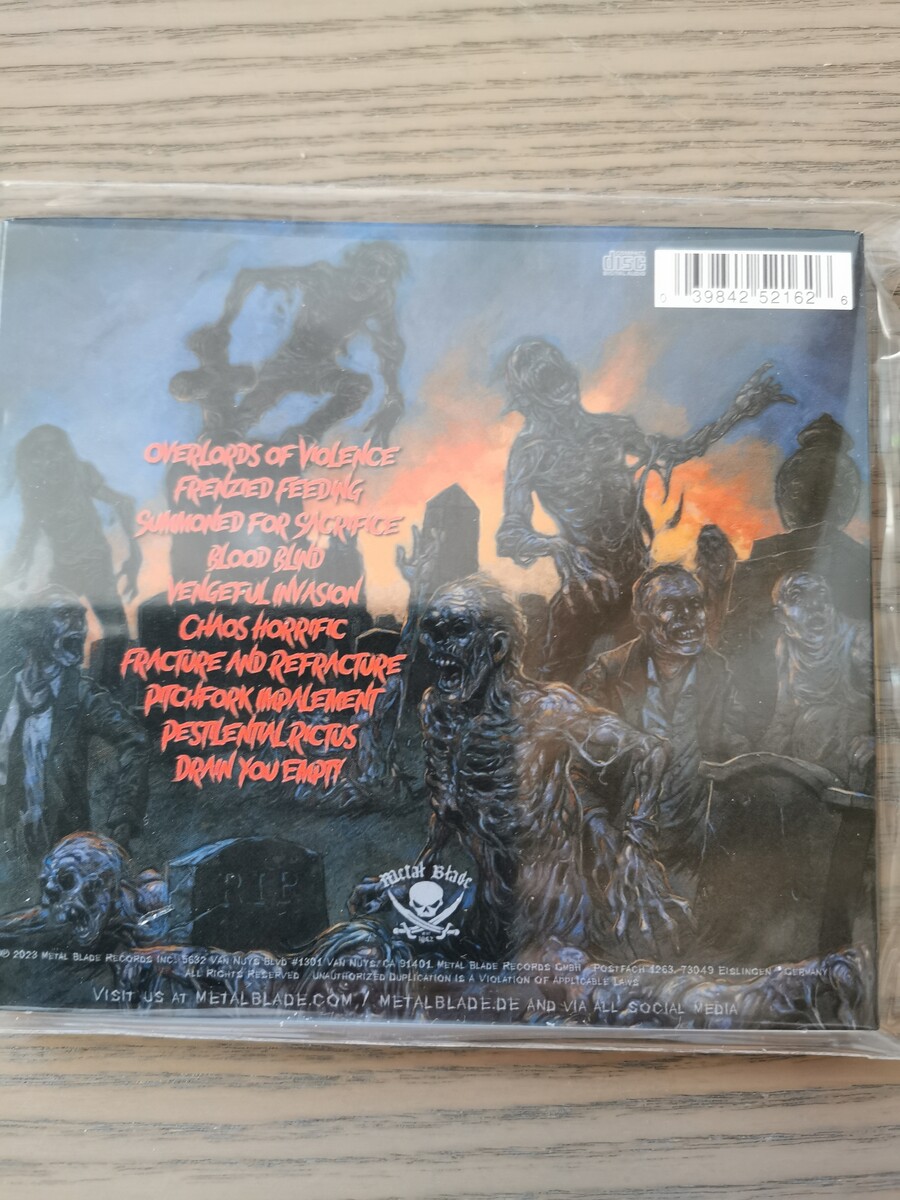 disc
DIGITAL AUDIO
0 39842 52162 6
OVERLORDS OF VIOLENCE
FRENZIED FEEDING
SUMMONED FOR SACRIFICE
BLOOD BLIND
VENGEFUL INVASION
CHAOS HORRIFIC
FRACTURE AND REFRACTURE
PITCHFORK IMPALEMENT
PESTILENTIAL RICTUS
DRAIN YOU EMPTY
RIP
Metal Blade
1982
℗ 2023 METAL BLADE RECORDS INC. 5632 VAN NUYS BLVD #1301 VAN NUYS, CA 91401. METAL BLADE RECORDS GMBH · POSTFACH 1263, 73049 EISLINGEN · GERMANY
ALL RIGHTS RESERVED UNAUTHORIZED DUPLICATION IS A VIOLATION OF APPLICABLE LAWS
VISIT US AT METALBLADE.COM / METALBLADE.DE AND VIA ALL SOCIAL MEDIA